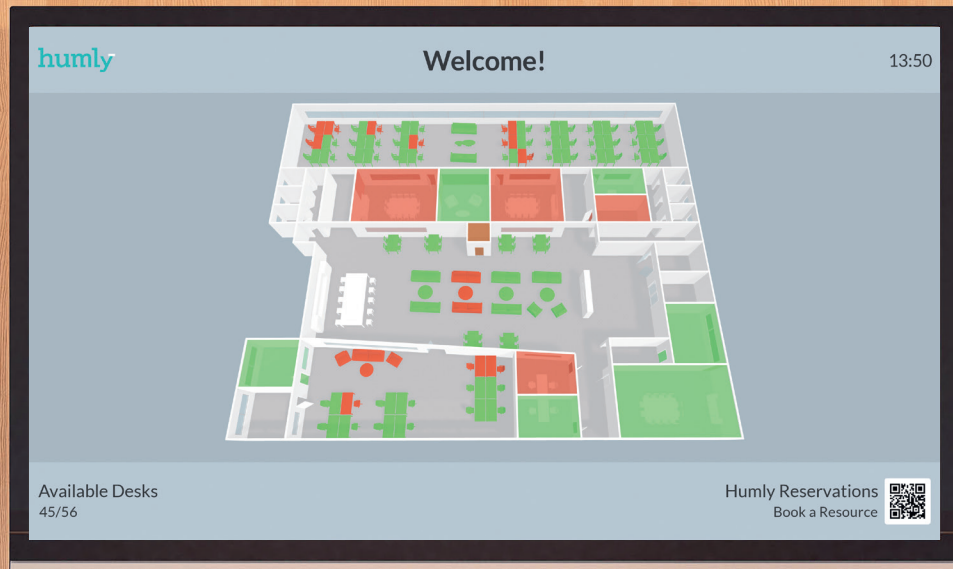 humly
Welcome!
13:50
Available Desks
45/56
Humly Reservations
Book a Resource